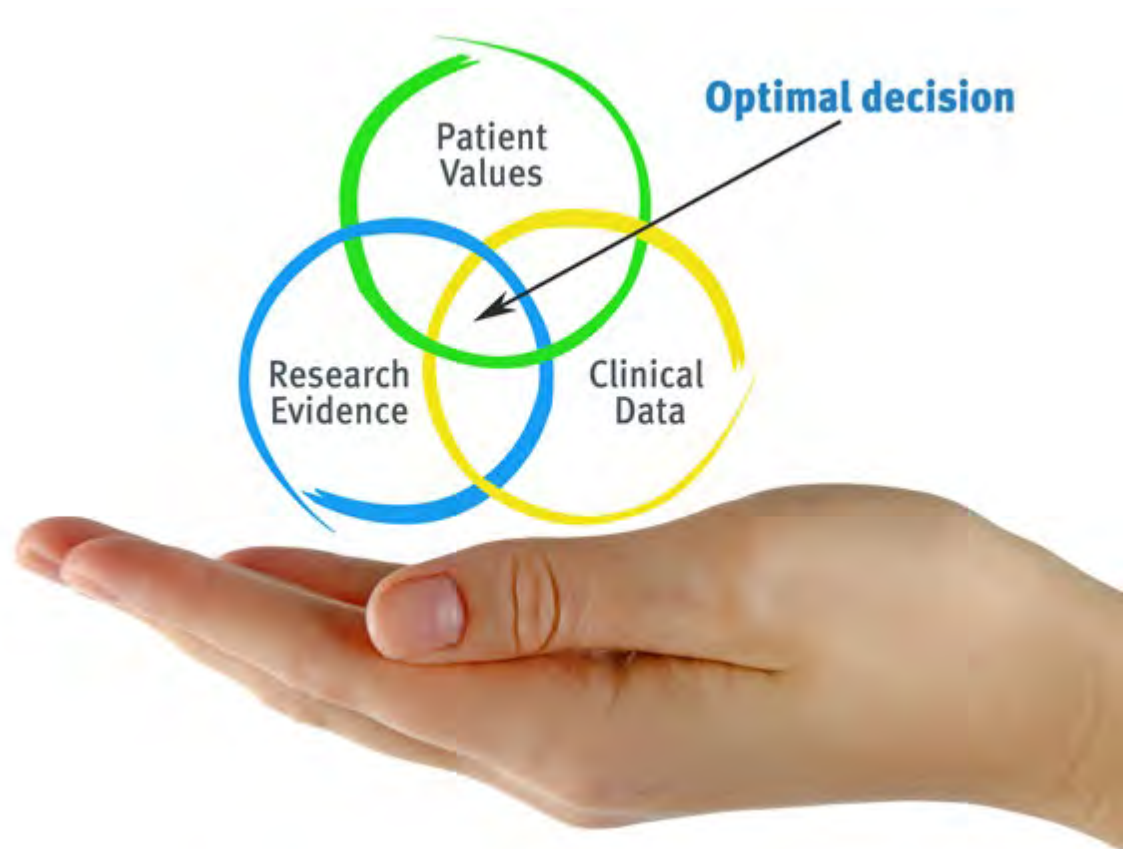 Optimal decision
Patient
Values
Research
Evidence
Clinical
Data